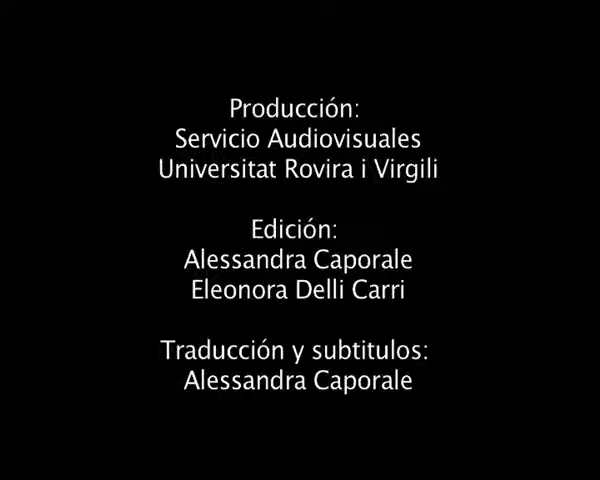 Producción:
Servicio Audiovisuales
Universitat Rovira i Virgili
Edición:
Alessandra Caporale
Eleonora Delli Carri
Traducción y subtitulos:
Alessandra Caporale